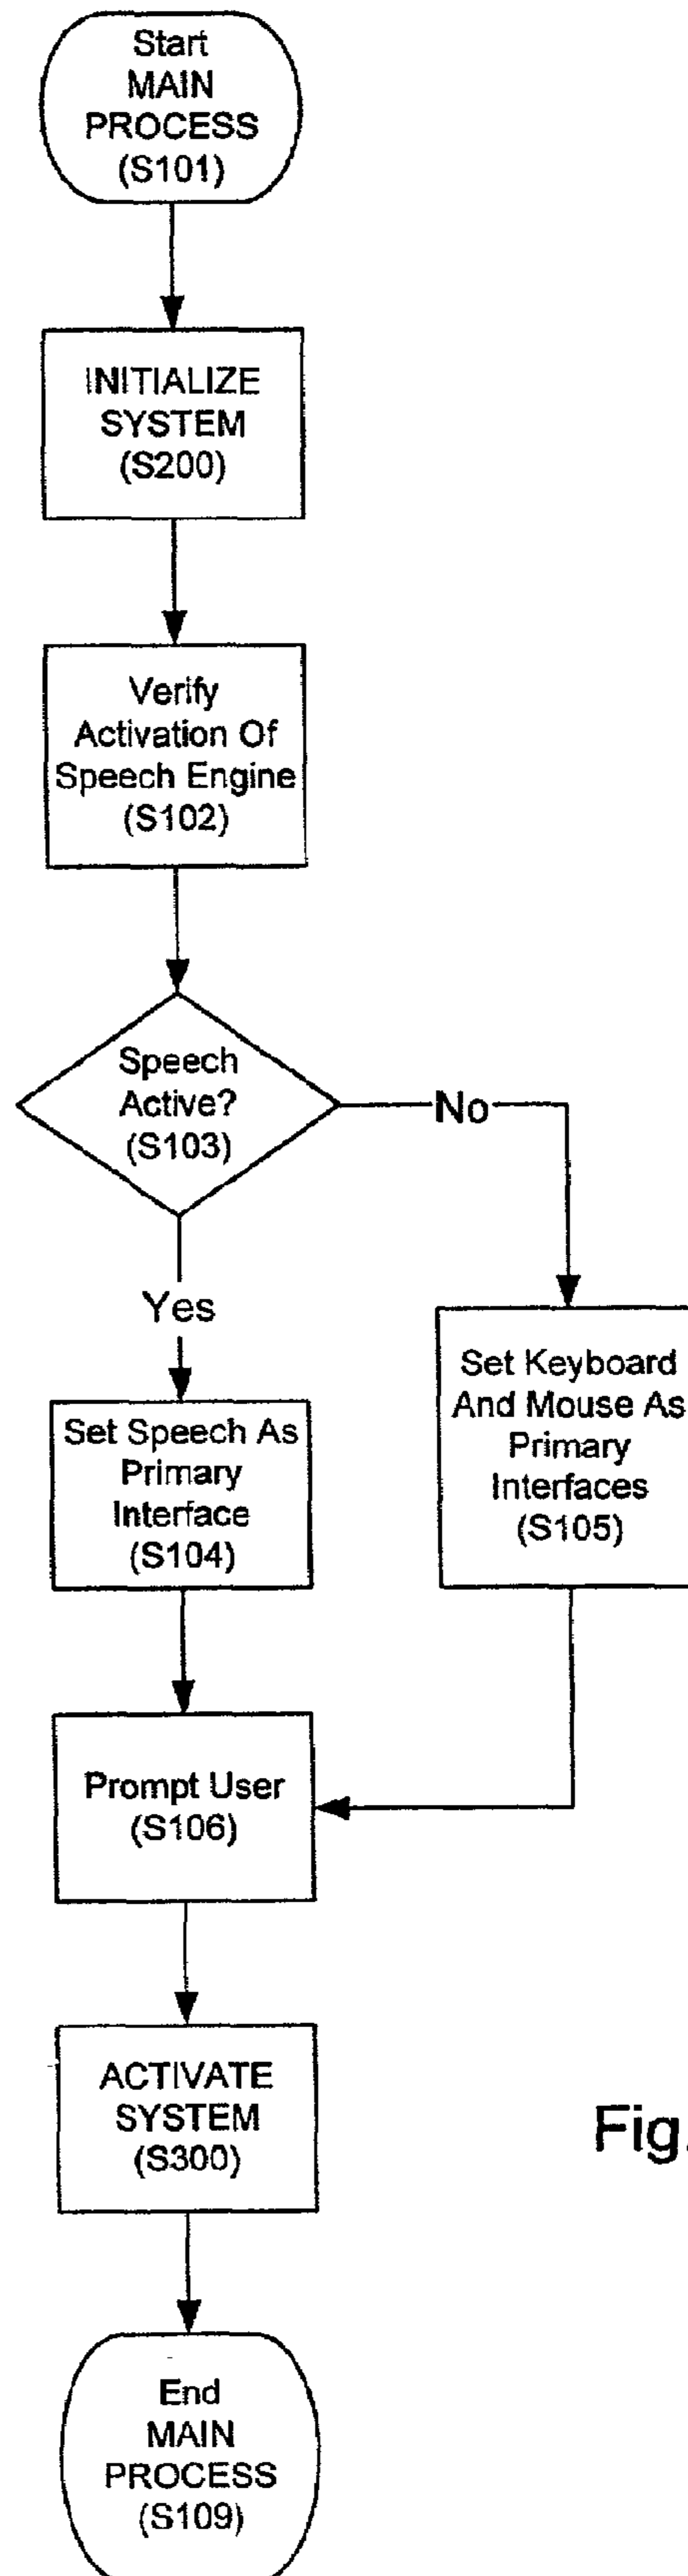 Start
MAIN
PROCESS
(S101)
INITIALIZE
SYSTEM
(S200)
Verify
Activation Of
Speech Engine
(S102)
Speech
Active?
(S103)
No
Yes
Set Speech As
Primary
Interface
(S104)
Set Keyboard
And Mouse As
Primary
Interfaces
(S105)
Prompt User
(S106)
ACTIVATE
SYSTEM
(S300)
Fig.
End
MAIN
PROCESS
(S109)